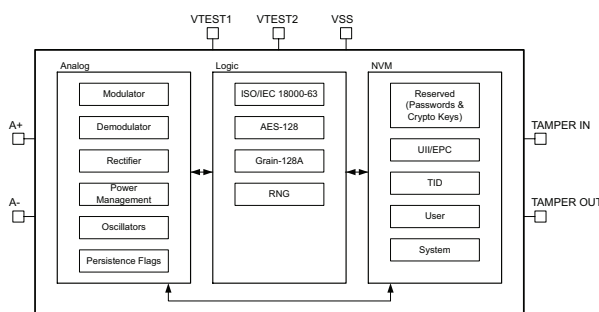 VTEST1
VTEST2
VSS
Analog
Logic
NVM
Modulator
Demodulator
Rectifier
Power
Management
Oscillators
Persistence Flags
ISO/IEC 18000-63
AES-128
Grain-128A
RNG
Reserved
(Passwords &
Crypto Keys)
UII/EPC
TID
User
System
A+
A-
TAMPER IN
TAMPER OUT